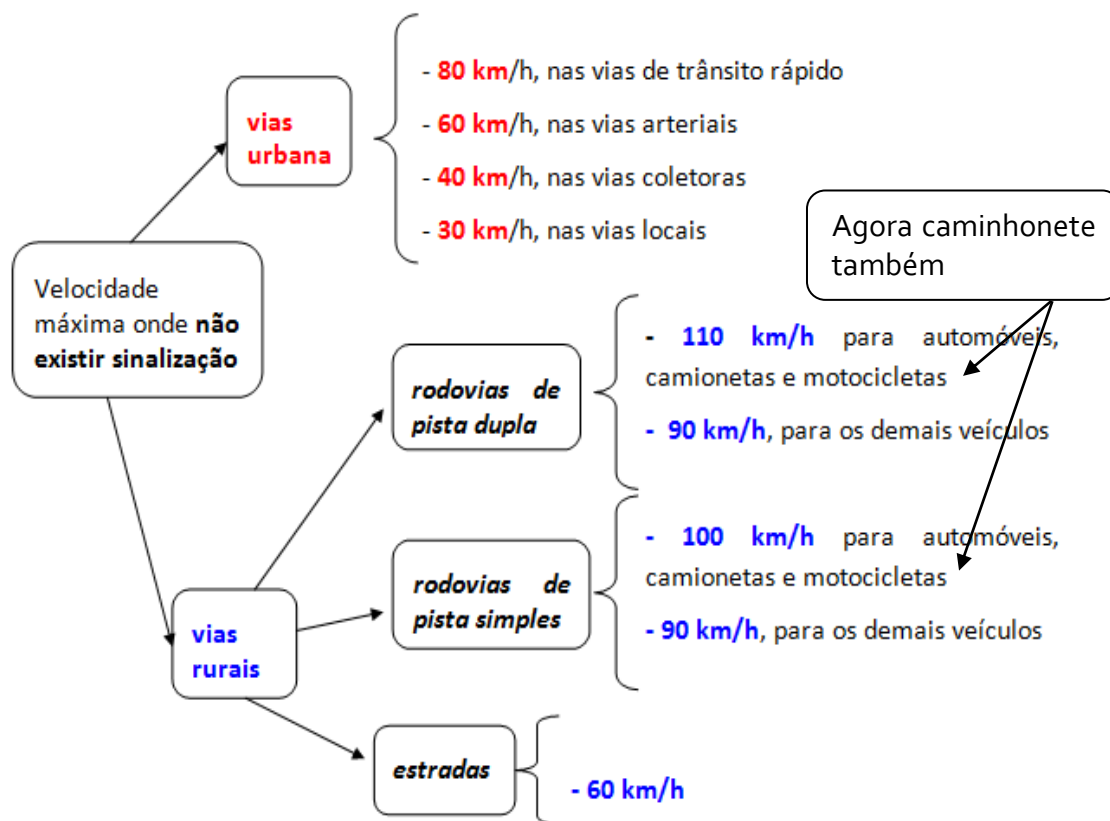 - 80 km/h, nas vias de trânsito rápido
vias
urbana
- 60 km/h, nas vias arteriais
- 40 km/h, nas vias coletoras
- 30 km/h, nas vias locais
Agora caminhonete
também
Velocidade
máxima onde não
existir sinalização
rodovias de
pista dupla
- 110 km/h para automóveis,
camionetas e motocicletas
- 90 km/h, para os demais veículos
rodovias de
pista simples
- 100 km/h para automóveis,
camionetas e motocicletas
- 90 km/h, para os demais veículos
vias
rurais
estradas
- 60 km/h